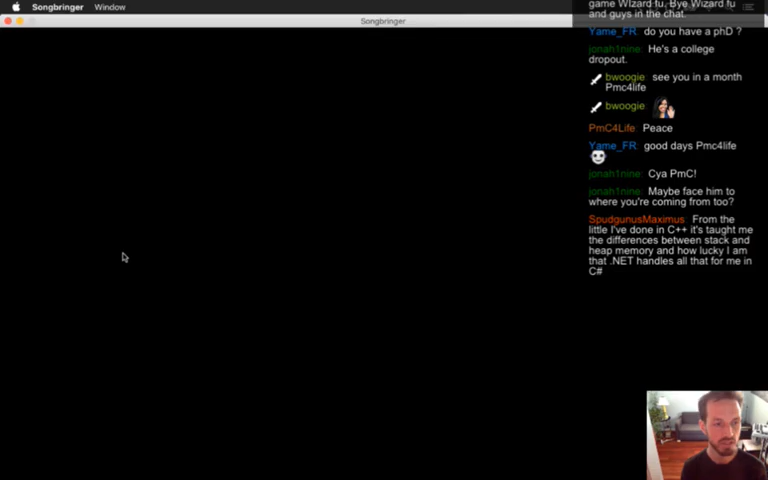 Songbringer Window
Songbringer
game WIzard fu. Bye Wizard fu
and guys in the chat.
Yame_FR: do you have a phD ?
jonah1nine: He's a college
dropout.
bwoogie: see you in a month
Pmc4life
bwoogie:
PmC4Life: Peace
Yame_FR: good days Pmc4life
jonah1nine: Cya PmC!
jonah1nine: Maybe face him to
where you're coming from too?
SpudgunusMaximus: From the
little I've done in C++ it's taught me
the differences between stack and
heap memory and how lucky I am
that .NET handles all that for me in
C#